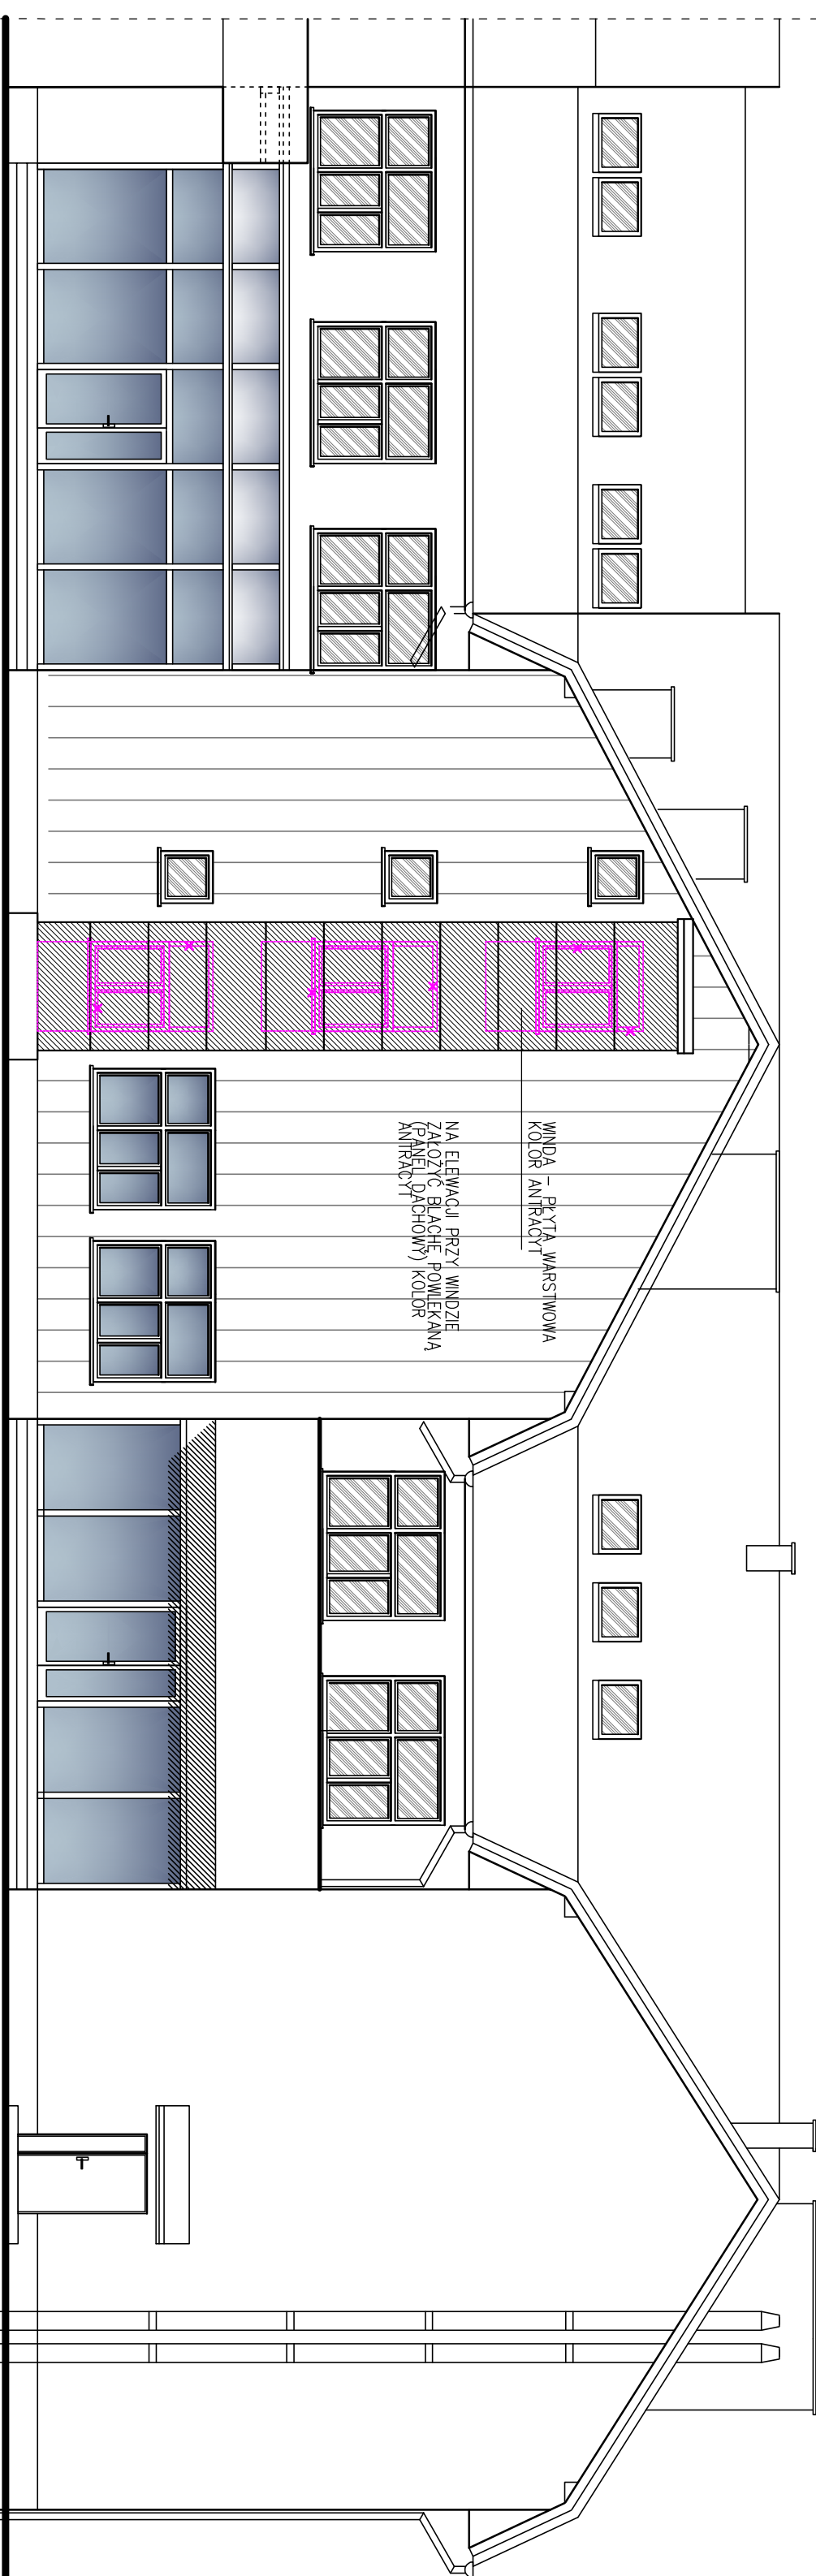 WINDA – PŁYTA WARSTWOWA
KOLOR ANTRACYT
NA ELEWACJI PRZY WINDZIE
ZAŁOŻYĆ BLACHĘ POWLEKANĄ
(PANEL DACHOWY) KOLOR
ANTRACYT